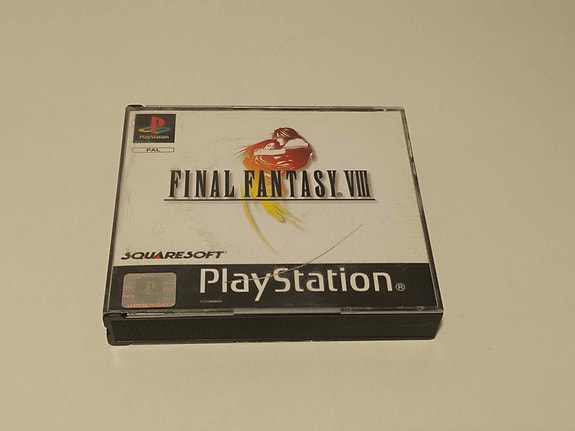 PlayStation
PAL
FINAL FANTASY® VIII
SQUARESOFT
PlayStation®